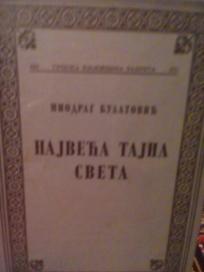 СРПСКА КЊИЖЕВНА ЗАДРУГА
МИОДРАГ БУЛАТОВИЋ
НАЈВЕЋА ТАЈНА
СВЕТА